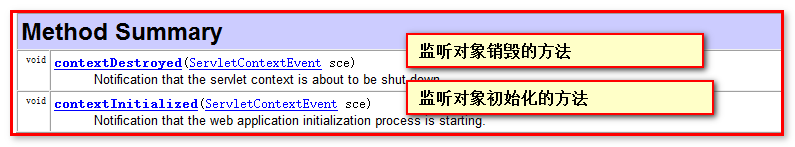 Method Summary
监听对象销毁的方法
void contextDestroyed(ServletContextEvent sce)
Notification that the servlet context is about to be shut down.
监听对象初始化的方法
void contextInitialized(ServletContextEvent sce)
Notification that the web application initialization process is starting.